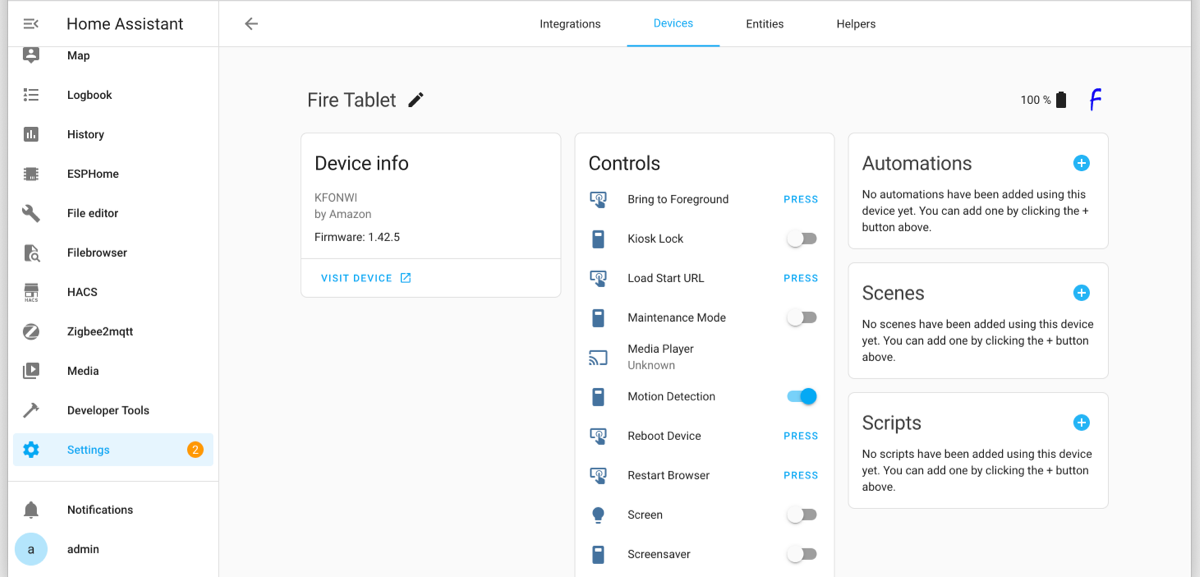 Home Assistant
Map
Logbook
History
ESPHome
File editor
Filebrowser
HACS
HACS
Zigbee2mqtt
Media
Developer Tools
Settings
2
Notifications
a
admin
Integrations
Devices
Entities
Helpers
Fire Tablet
100 %
Device info
KFONWI
by Amazon
Firmware: 1.42.5
VISIT DEVICE
Controls
Bring to Foreground
PRESS
Kiosk Lock
Load Start URL
PRESS
Maintenance Mode
Media Player
Unknown
Motion Detection
Reboot Device
PRESS
Restart Browser
PRESS
Screen
Screensaver
Automations
No automations have been added using this
device yet. You can add one by clicking the +
button above.
Scenes
No scenes have been added using this device
yet. You can add one by clicking the + button
above.
Scripts
No scripts have been added using this device
yet. You can add one by clicking the + button
above.